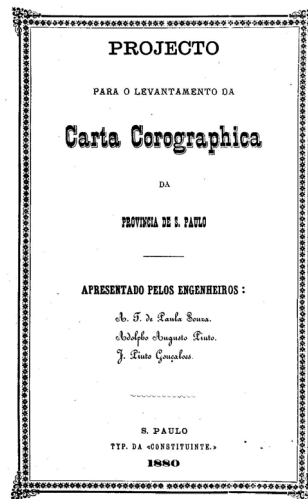 PROJECTO
PARA O LEVANTAMENTO DA
Carta Corographica
DA
PROVINCIA DE S. PAULO
APRESENTADO PELOS ENGENHEIROS:
A. F. de Paula Souza.
Adolpho Augusto Pinto.
J. Pinto Gonçalves.
S. PAULO
TYP. DA «CONSTITUINTE.»
1880